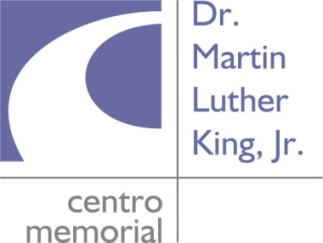 Dr.
Martin
Luther
King, Jr.
centro
memorial